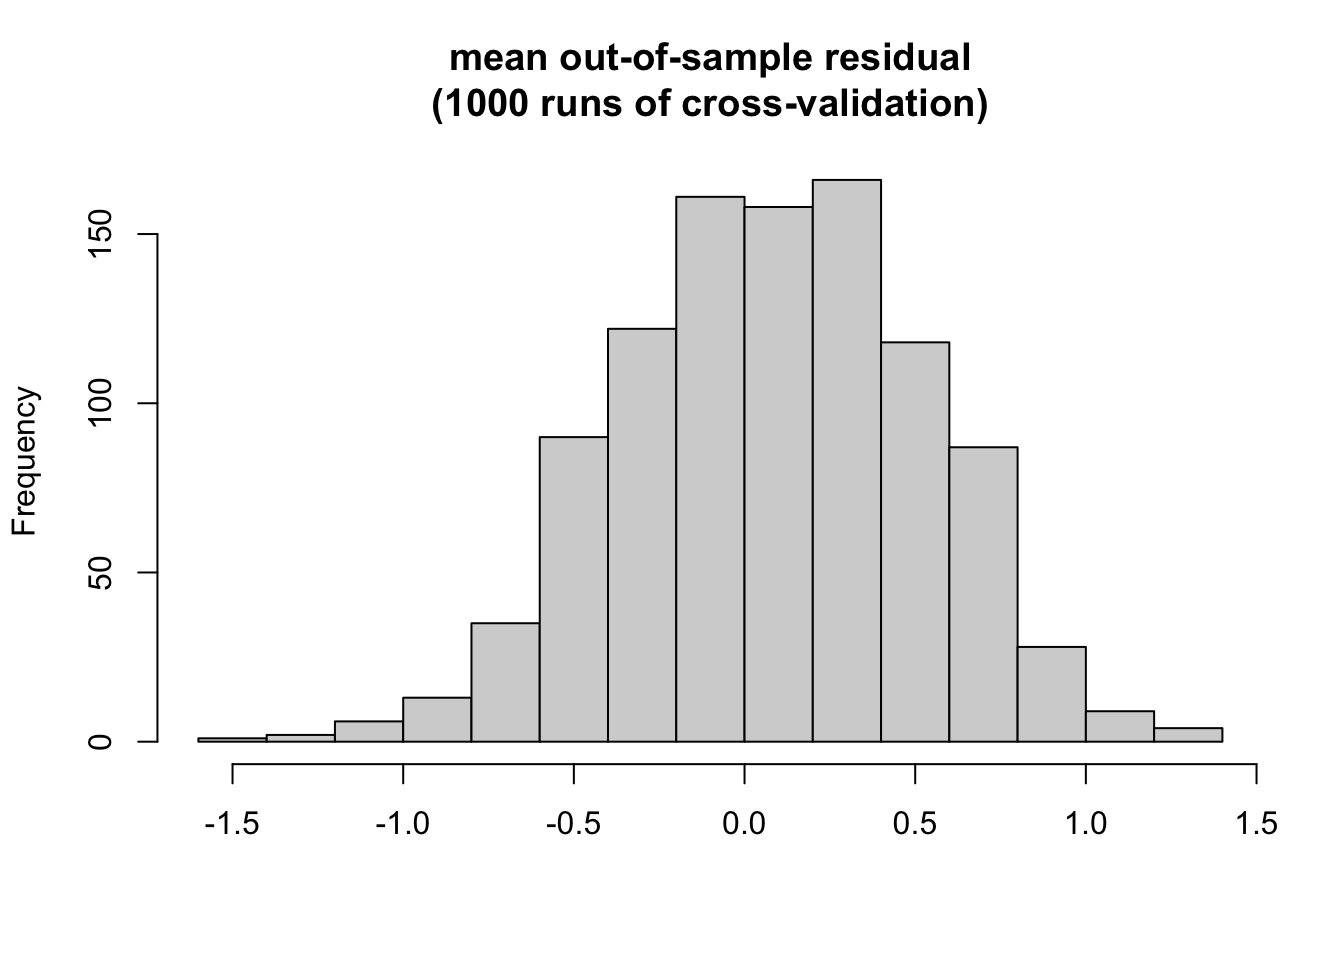 mean out-of-sample residual
(1000 runs of cross-validation)
Frequency
150
100
50
0
-1.5 -1.0 -0.5 0.0 0.5 1.0 1.5